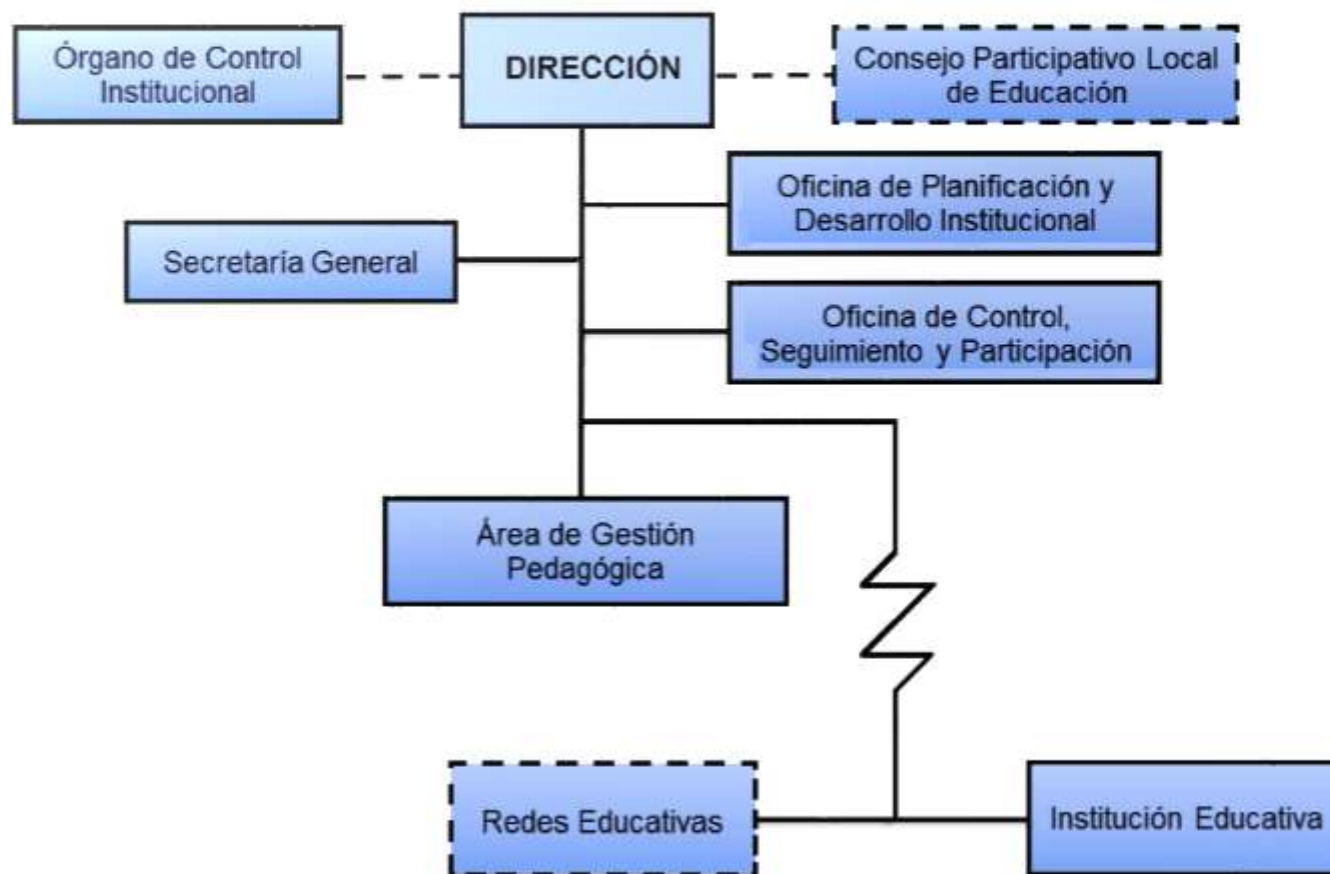 Órgano de Control
Institucional
DIRECCIÓN
Consejo Participativo Local
de Educación
Oficina de Planificación y
Desarrollo Institucional
Secretaría General
Oficina de Control,
Seguimiento y Participación
Área de Gestión
Pedagógica
Redes Educativas
Institución Educativa